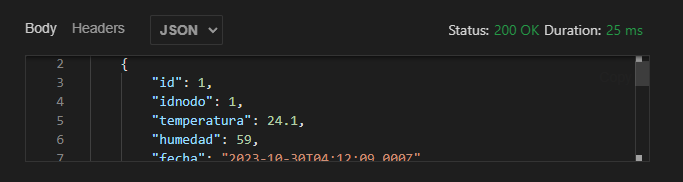 Body Headers JSON Status: 200 OK Duration: 25 ms
2 {
3 "id": 1,
4 "idnodo": 1,
5 "temperatura": 24.1,
6 "humedad": 59,
7 "fecha": "2023-10-30T04:12:09.000Z"